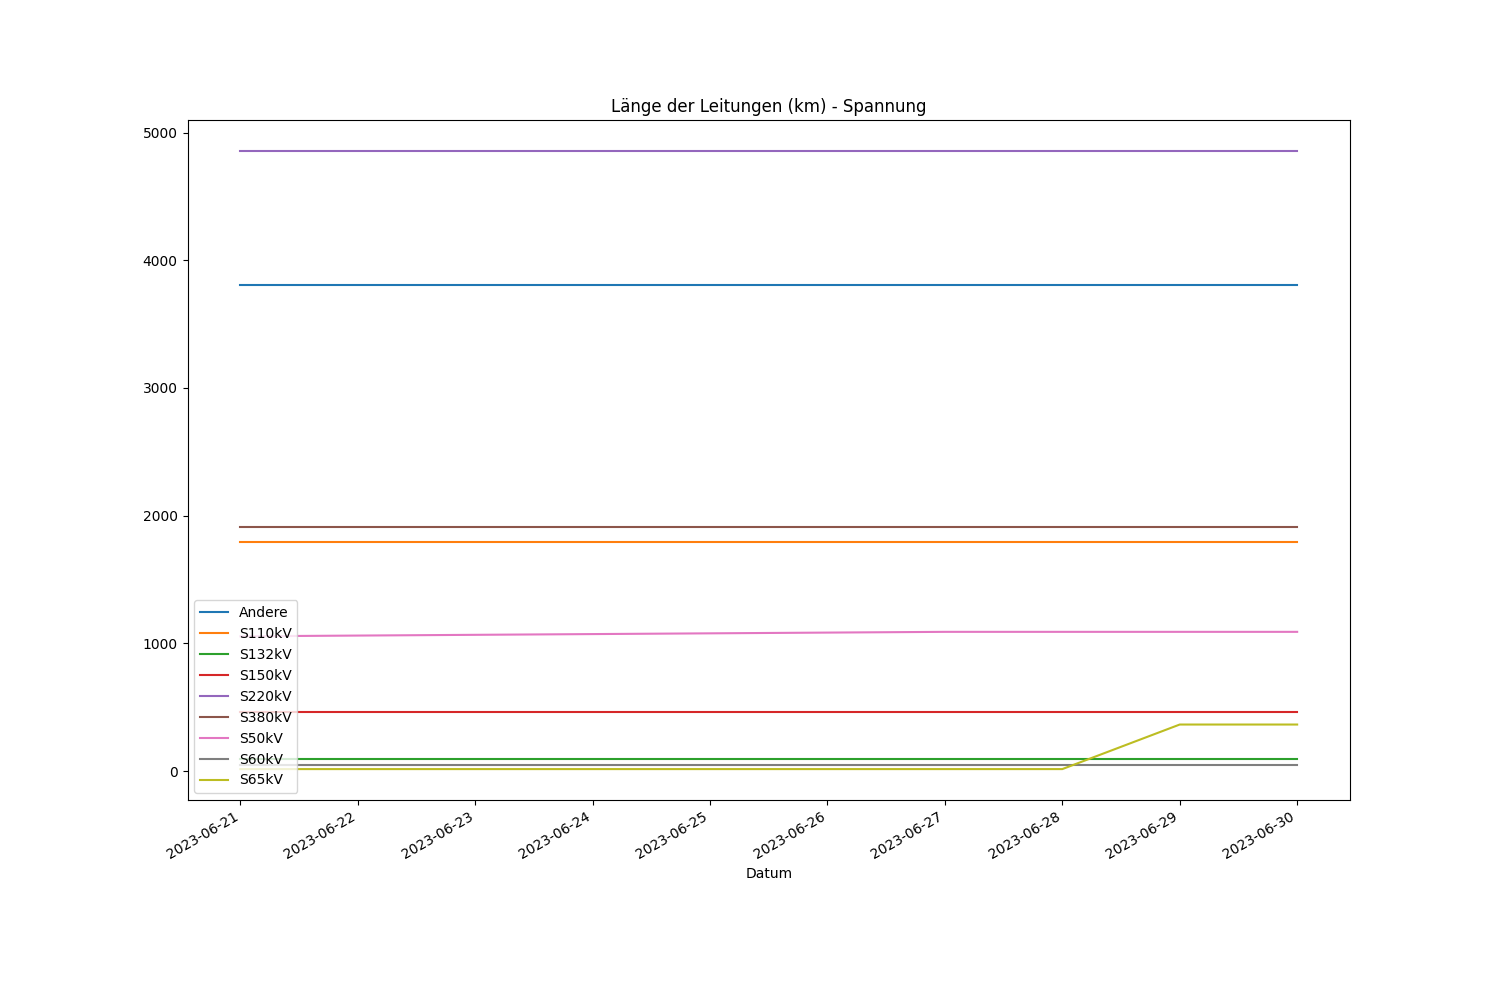 Länge der Leitungen (km) - Spannung
5000
4000
3000
2000
1000
0
Andere
S110kV
S132kV
S150kV
S220kV
S380kV
S50kV
S60kV
S65kV
2023-06-21
2023-06-22
2023-06-23
2023-06-24
2023-06-25
2023-06-26
2023-06-27
2023-06-28
2023-06-29
2023-06-30
Datum